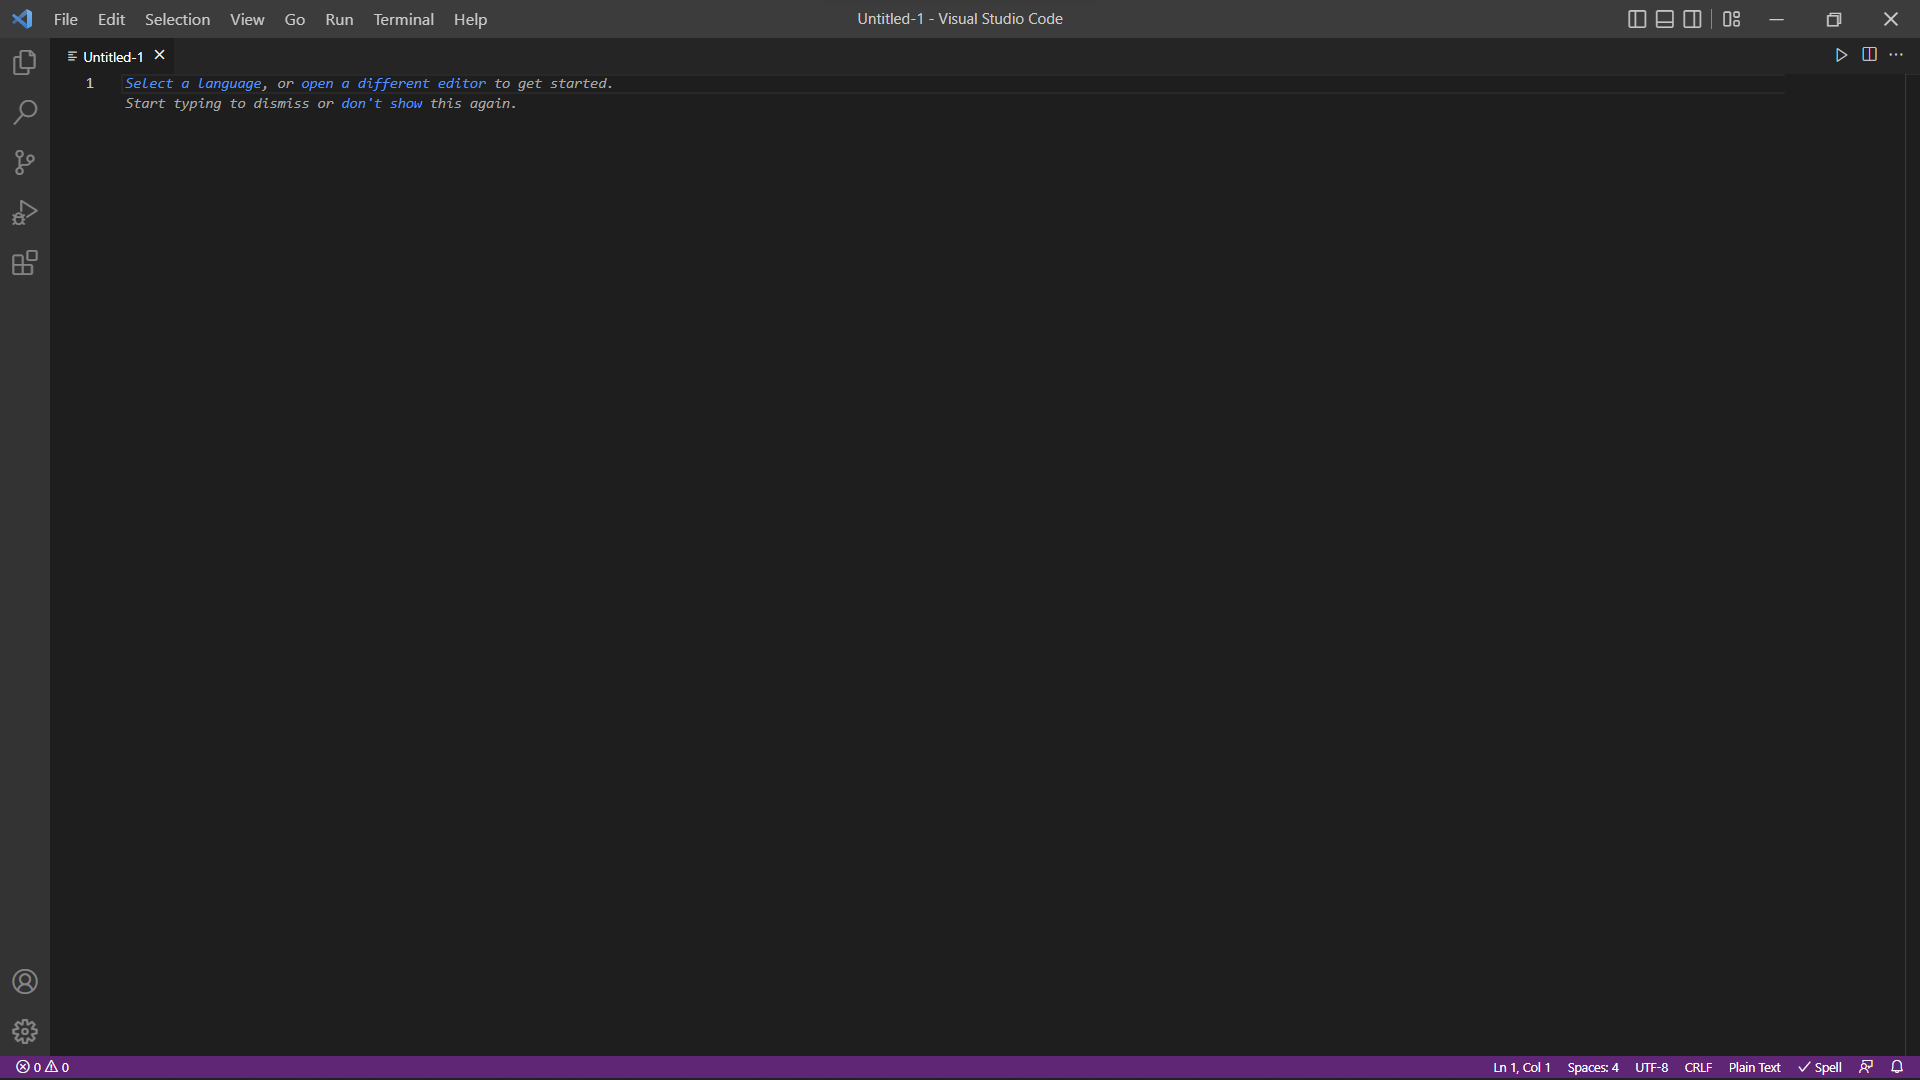 File Edit Selection View Go Run Terminal Help
Untitled-1 - Visual Studio Code
Untitled-1
1 Select a language, or open a different editor to get started.
Start typing to dismiss or don't show this again.
0 0 Ln 1, Col 1 Spaces: 4 UTF-8 CRLF Plain Text Spell